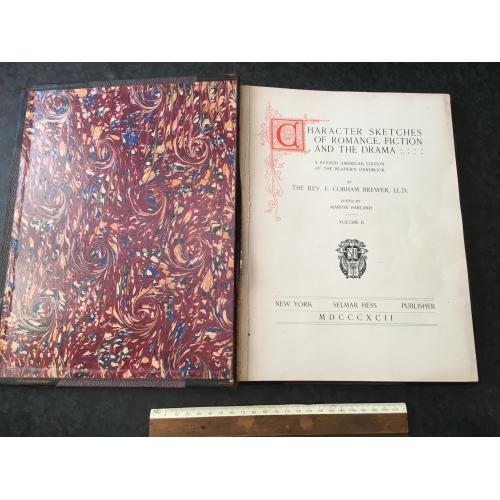 CHARACTER SKETCHES
OF ROMANCE, FICTION
AND THE DRAMA : : : :
A REVISED AMERICAN EDITION
OF THE READER'S HANDBOOK
BY
THE REV. E. COBHAM BREWER, LL.D.
EDITED BY
MARION HARLAND
VOLUME II
NEW YORK SELMAR HESS PUBLISHER
MDCCCXCII